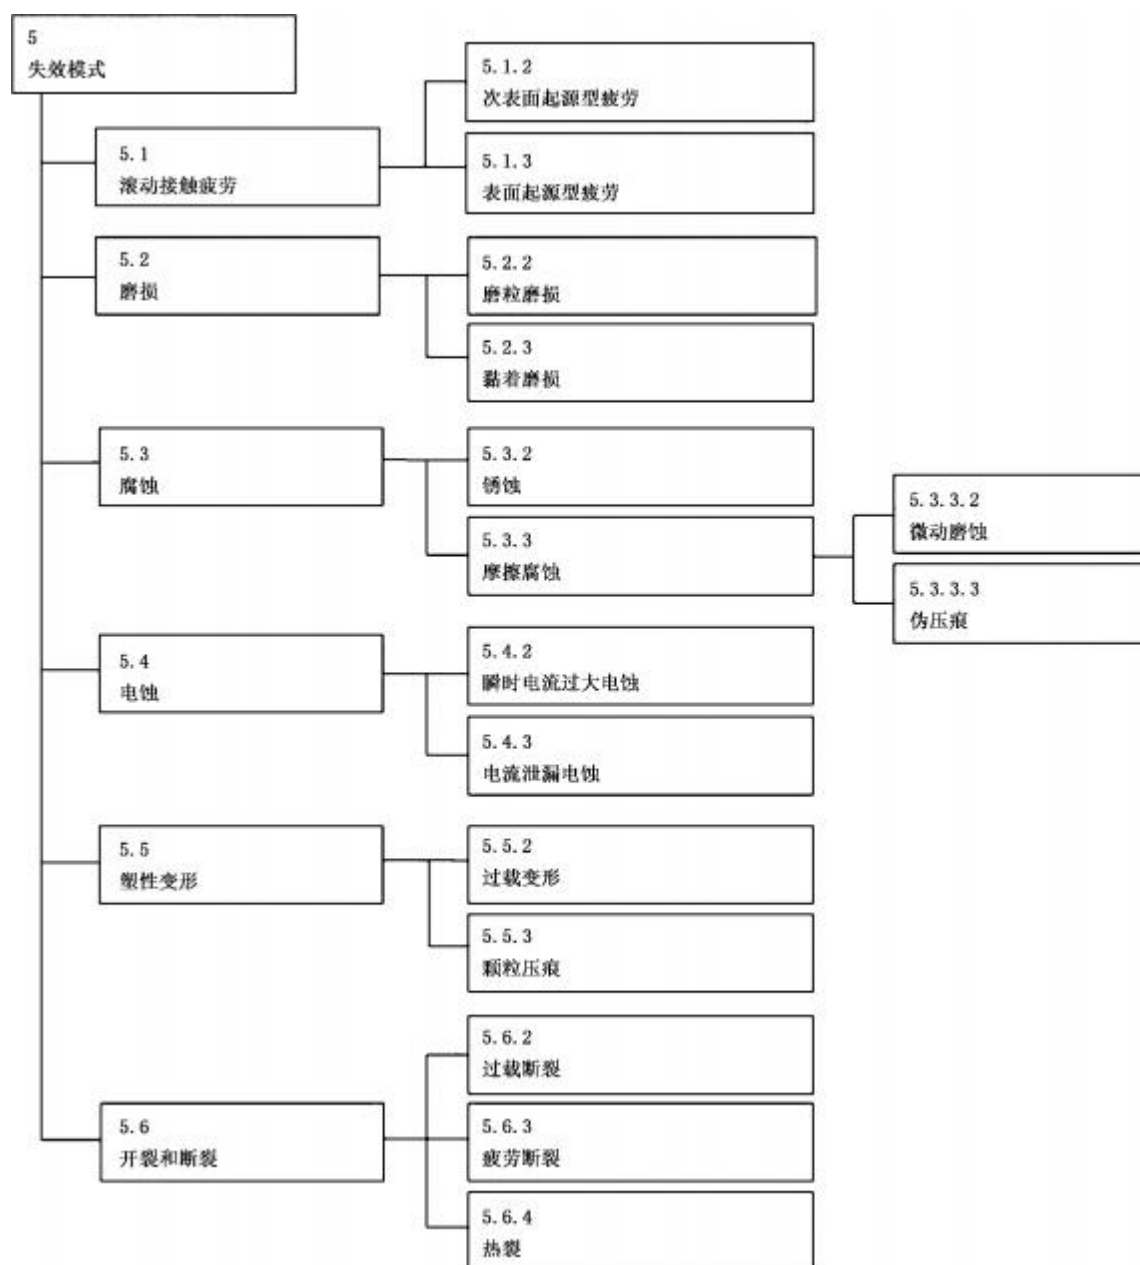 5
失效模式
5.1
滚动接触疲劳
5.1.2
次表面起源型疲劳
5.1.3
表面起源型疲劳
5.2
磨损
5.2.2
磨粒磨损
5.2.3
黏着磨损
5.3
腐蚀
5.3.2
锈蚀
5.3.3
摩擦腐蚀
5.3.3.2
微动磨蚀
5.3.3.3
伪压痕
5.4
电蚀
5.4.2
瞬时电流过大电蚀
5.4.3
电流泄漏电蚀
5.5
塑性变形
5.5.2
过载变形
5.5.3
颗粒压痕
5.6
开裂和断裂
5.6.2
过载断裂
5.6.3
疲劳断裂
5.6.4
热裂